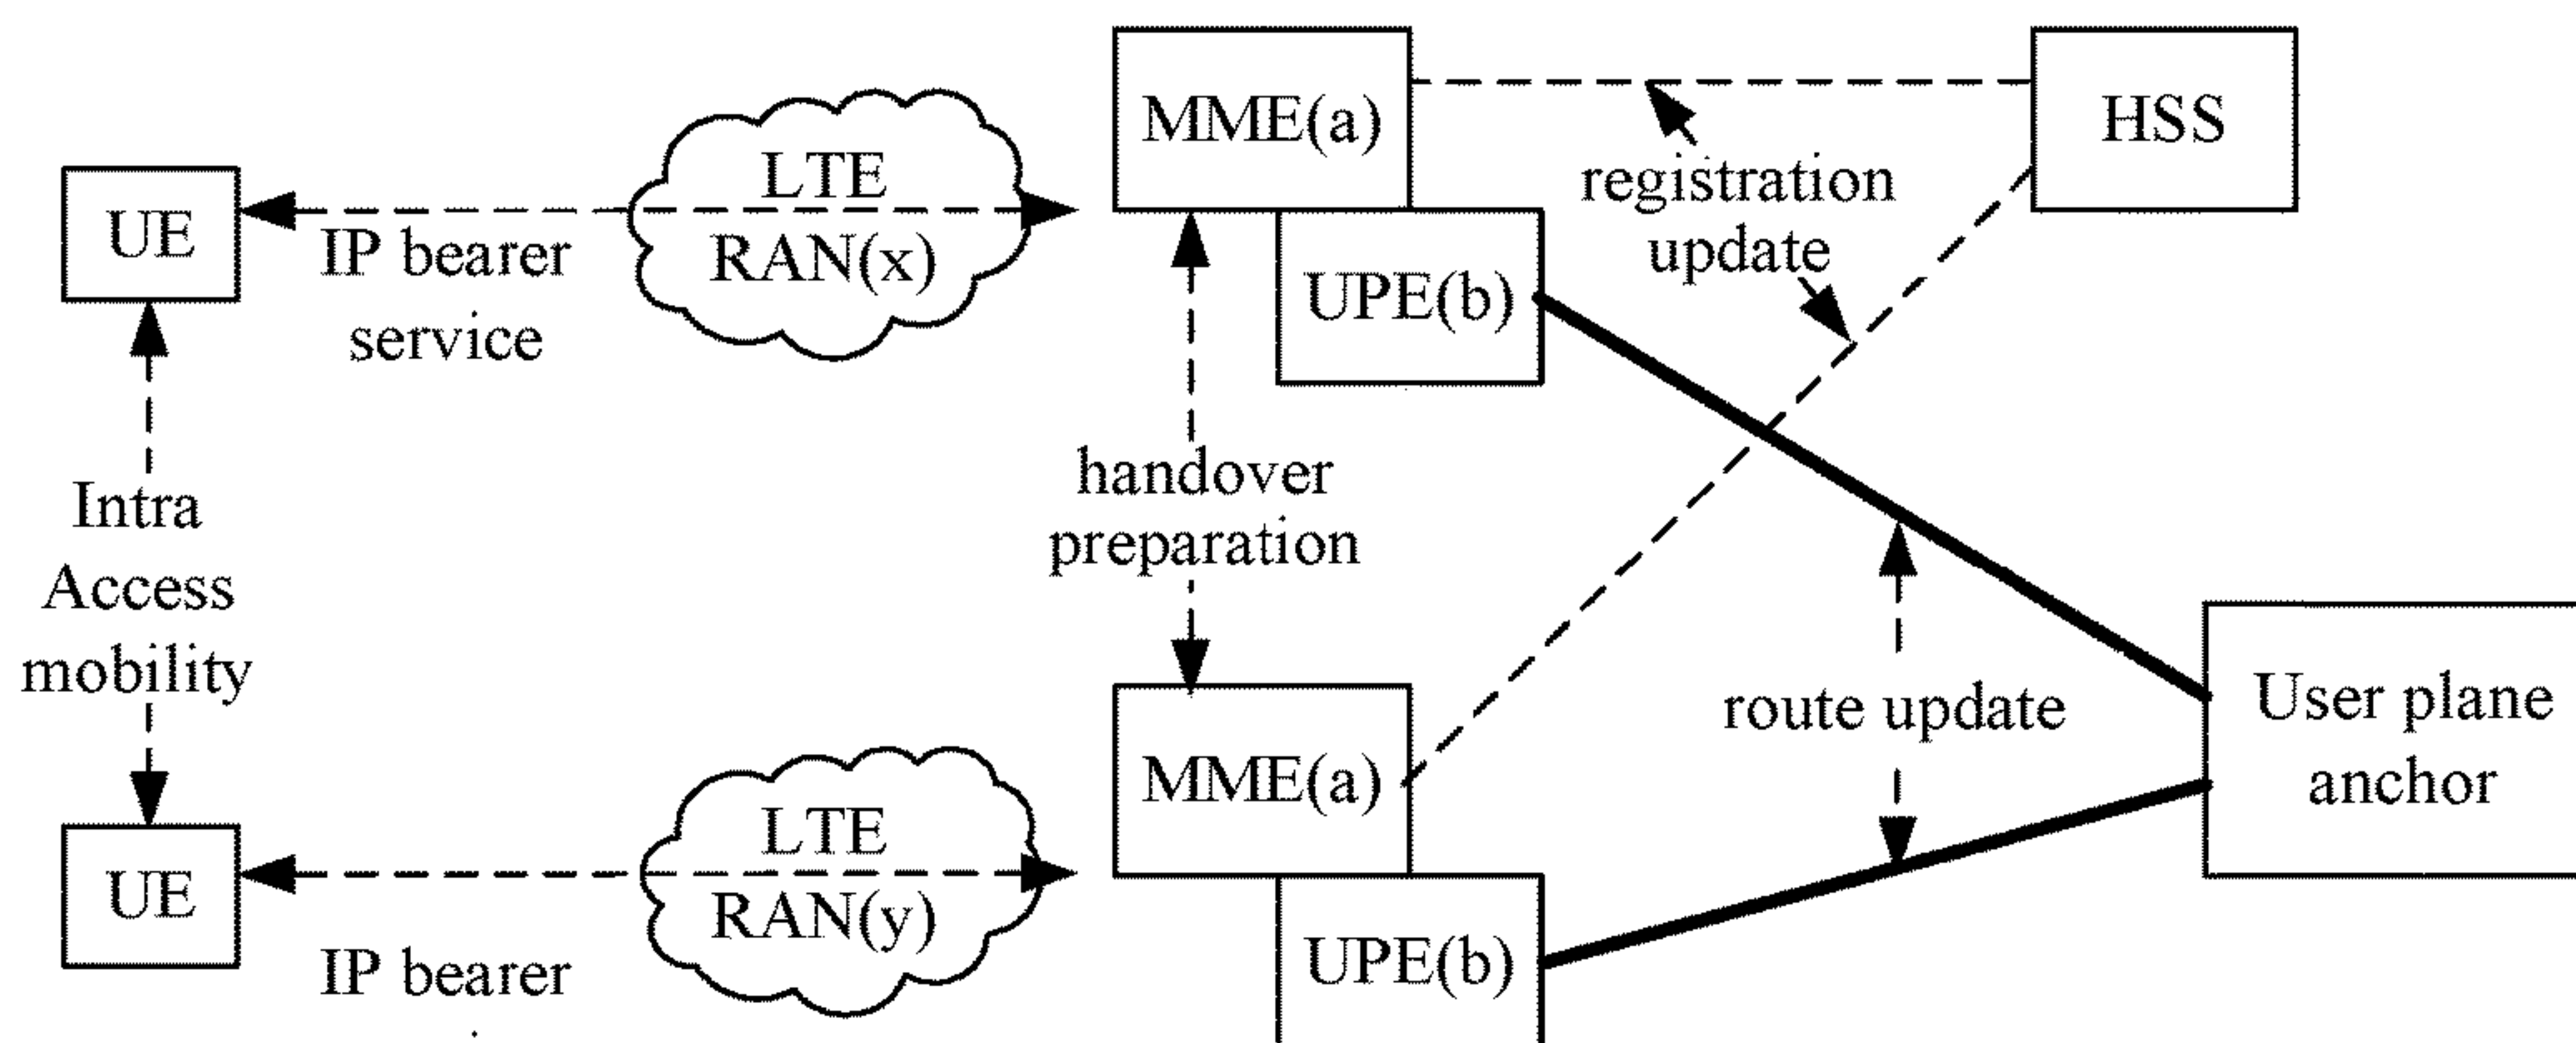 MME(a)
HSS
LTE
RAN(x)
registration
update
UE
IP bearer
service
UPE(b)
handover
preparation
Intra
Access
mobility
route update
User plane
anchor
MME(a)
LTE
RAN(y)
UE
IP bearer
UPE(b)